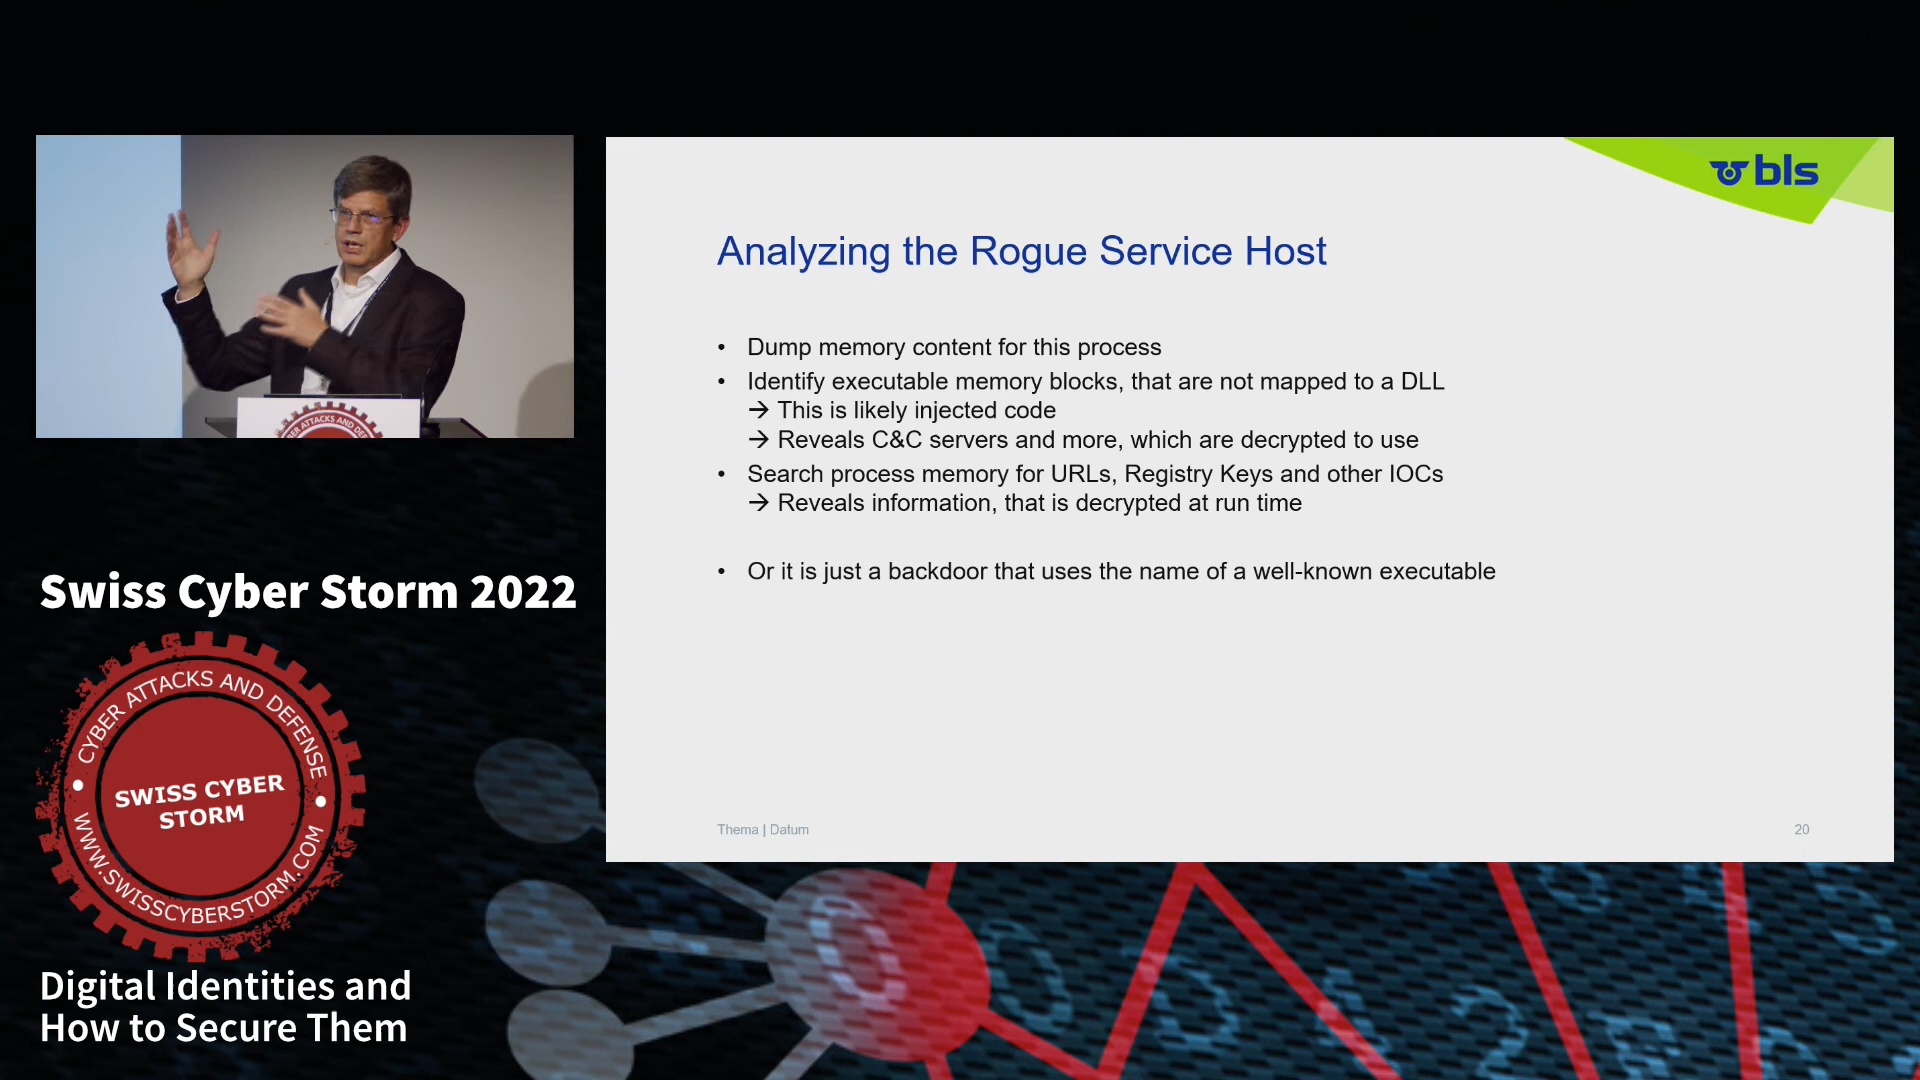 bls
Analyzing the Rogue Service Host
• Dump memory content for this process
• Identify executable memory blocks, that are not mapped to a DLL
→ This is likely injected code
→ Reveals C&C servers and more, which are decrypted to use
• Search process memory for URLs, Registry Keys and other IOCs
→ Reveals information, that is decrypted at run time
• Or it is just a backdoor that uses the name of a well-known executable
Thema | Datum
20
Swiss Cyber Storm 2022
CYBER ATTACKS AND DEFENSE
SWISS CYBER
STORM
WWW.SWISSCYBERSTORM.COM
Digital Identities and
How to Secure Them